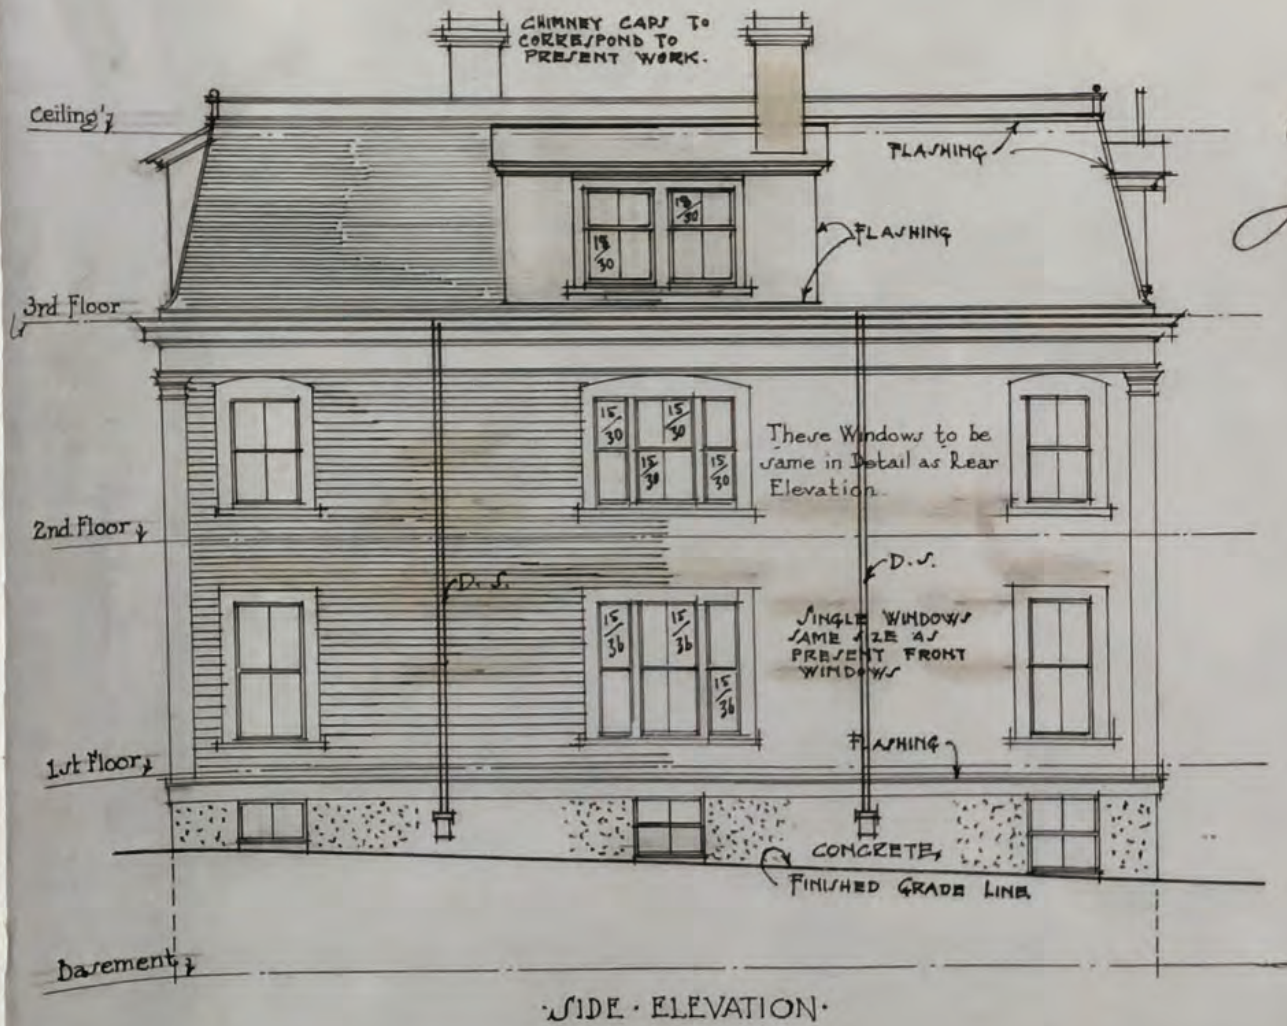 CHIMNEY CAPS TO
CORRESPOND TO
PRESENT WORK.
Ceiling
FLASHING
18/30
18/30
FLASHING
3rd Floor
15/30
15/30
15/30
15/30
These Windows to be
same in Detail as Rear
Elevation.
2nd Floor
D.S.
D.S.
15/36
15/36
15/36
SINGLE WINDOWS
SAME SIZE AS
PRESENT FRONT
WINDOWS
FLASHING
1st Floor
CONCRETE
FINISHED GRADE LINE
Basement
·SIDE·ELEVATION·